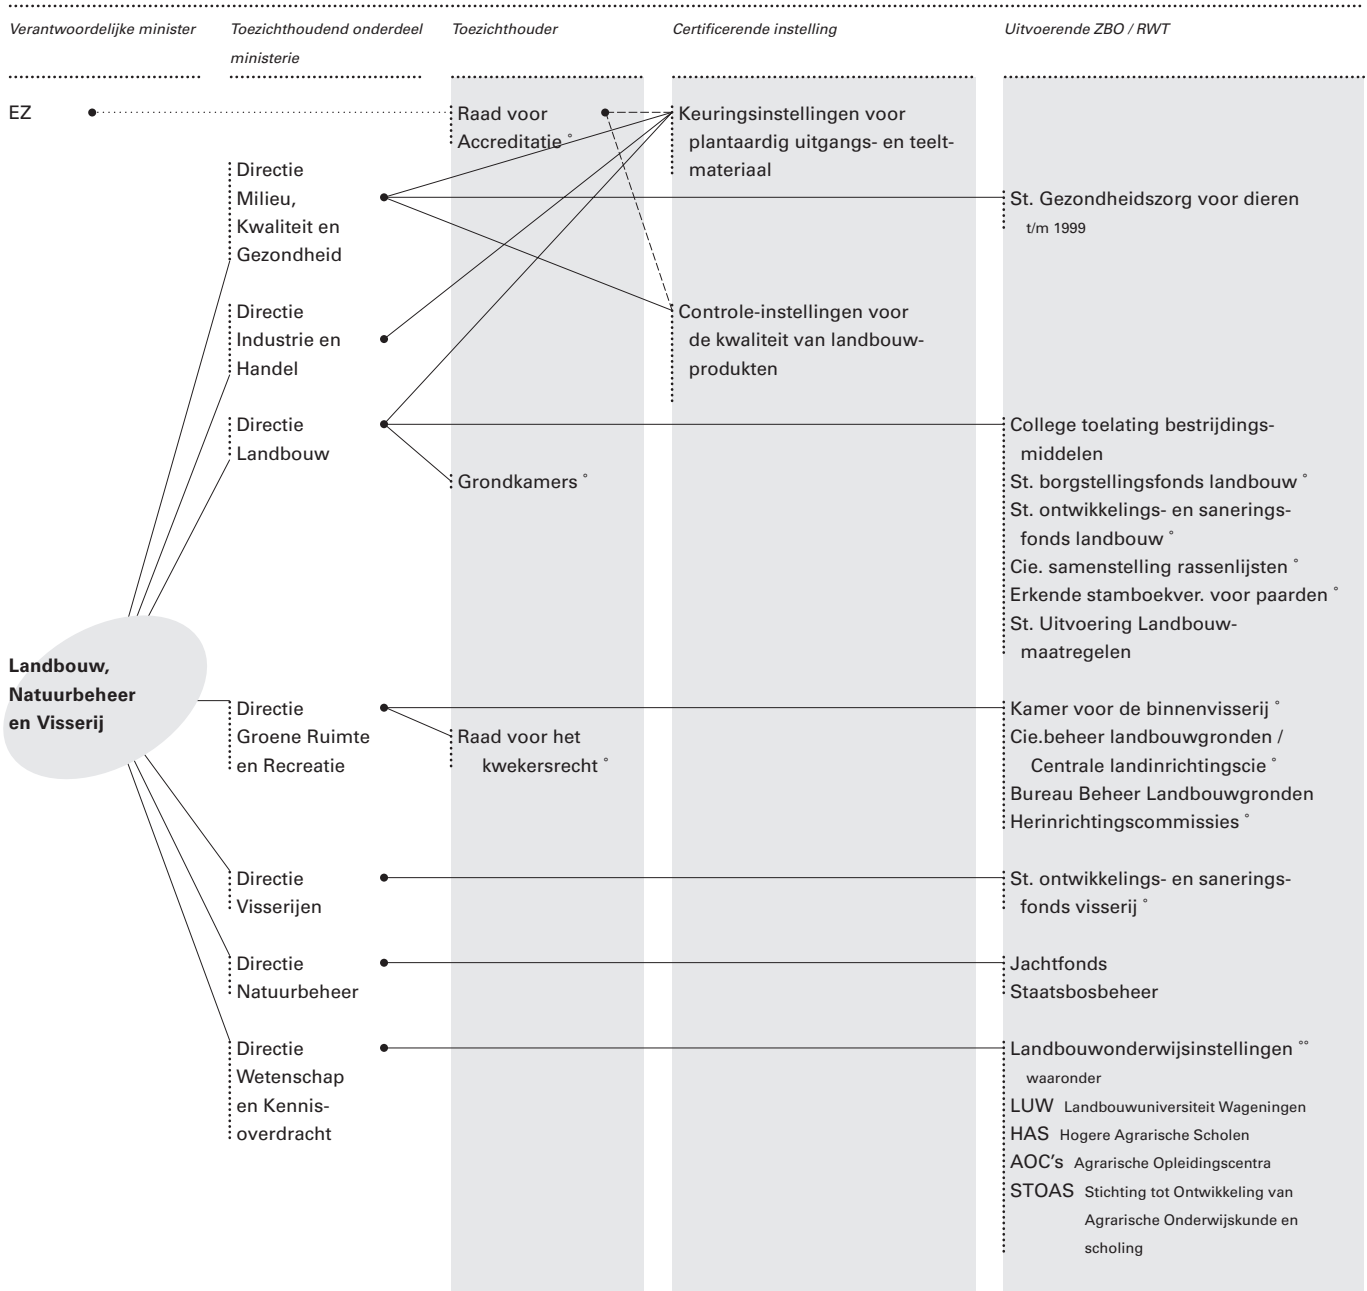 Verantwoordelijke minister
Toezichthoudend onderdeel
ministerie
Toezichthouder
Certificerende instelling
Uitvoerende ZBO / RWT
EZ
Raad voor
Accreditatie °
Keuringsinstellingen voor
plantaardig uitgangs- en teelt-
materiaal
Directie
Milieu,
Kwaliteit en
Gezondheid
St. Gezondheidszorg voor dieren
t/m 1999
Directie
Industrie en
Handel
Controle-instellingen voor
de kwaliteit van landbouw-
produkten
Directie
Landbouw
Grondkamers °
College toelating bestrijdings-
middelen
St. borgstellingsfonds landbouw °
St. ontwikkelings- en sanerings-
fonds landbouw °
Cie. samenstelling rassenlijsten °
Erkende stamboekver. voor paarden °
St. Uitvoering Landbouw-
maatregelen
Landbouw,
Natuurbeheer
en Visserij
Directie
Groene Ruimte
en Recreatie
Raad voor het
kwekersrecht °
Kamer voor de binnenvisserij °
Cie.beheer landbouwgronden /
Centrale landinrichtingscie °
Bureau Beheer Landbouwgronden
Herinrichtingscommissies °
Directie
Visserijen
St. ontwikkelings- en sanerings-
fonds visserij °
Directie
Natuurbeheer
Jachtfonds
Staatsbosbeheer
Directie
Wetenschap
en Kennis-
overdracht
Landbouwonderwijsinstellingen °°
waaronder
LUW Landbouwuniversiteit Wageningen
HAS Hogere Agrarische Scholen
AOC's Agrarische Opleidingscentra
STOAS Stichting tot Ontwikkeling van
Agrarische Onderwijskunde en
scholing